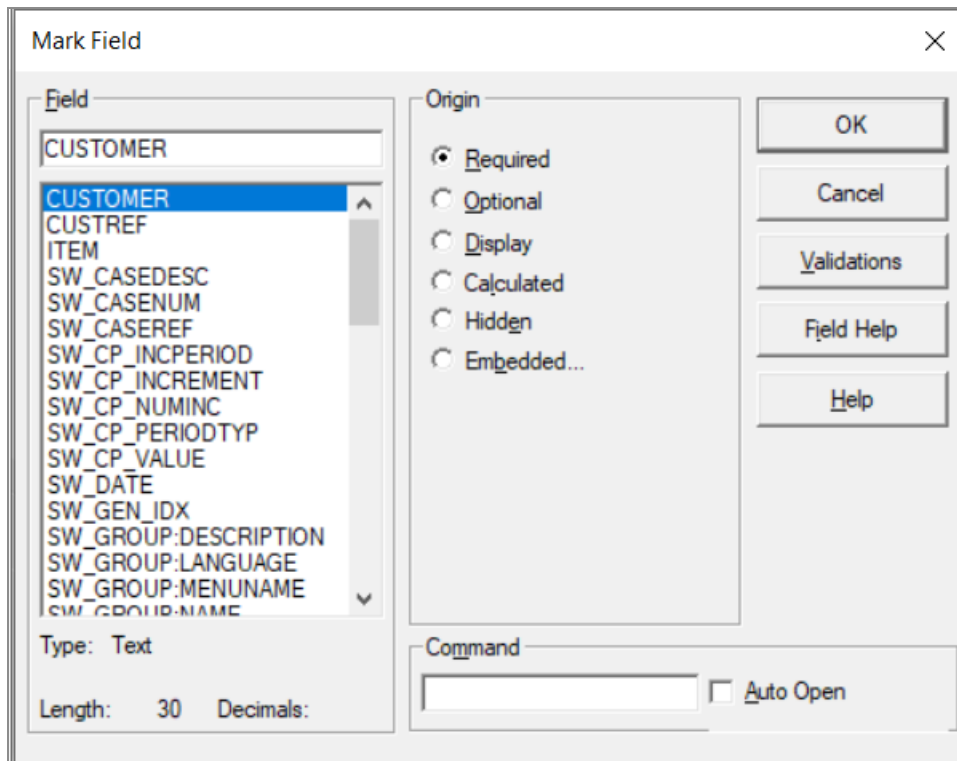 Mark Field
Field
CUSTOMER
CUSTOMER
CUSTREF
ITEM
SW_CASEDESC
SW_CASENUM
SW_CASEREF
SW_CP_INCPERIOD
SW_CP_INCREMENT
SW_CP_NUMINC
SW_CP_PERIODTYP
SW_CP_VALUE
SW_DATE
SW_GEN_IDX
SW_GROUP:DESCRIPTION
SW_GROUP:LANGUAGE
SW_GROUP:MENUNAME
SW_GROUP:NAME
Type: Text
Length: 30 Decimals:
Origin
Required
Optional
Display
Calculated
Hidden
Embedded...
Command
Auto Open
OK
Cancel
Validations
Field Help
Help